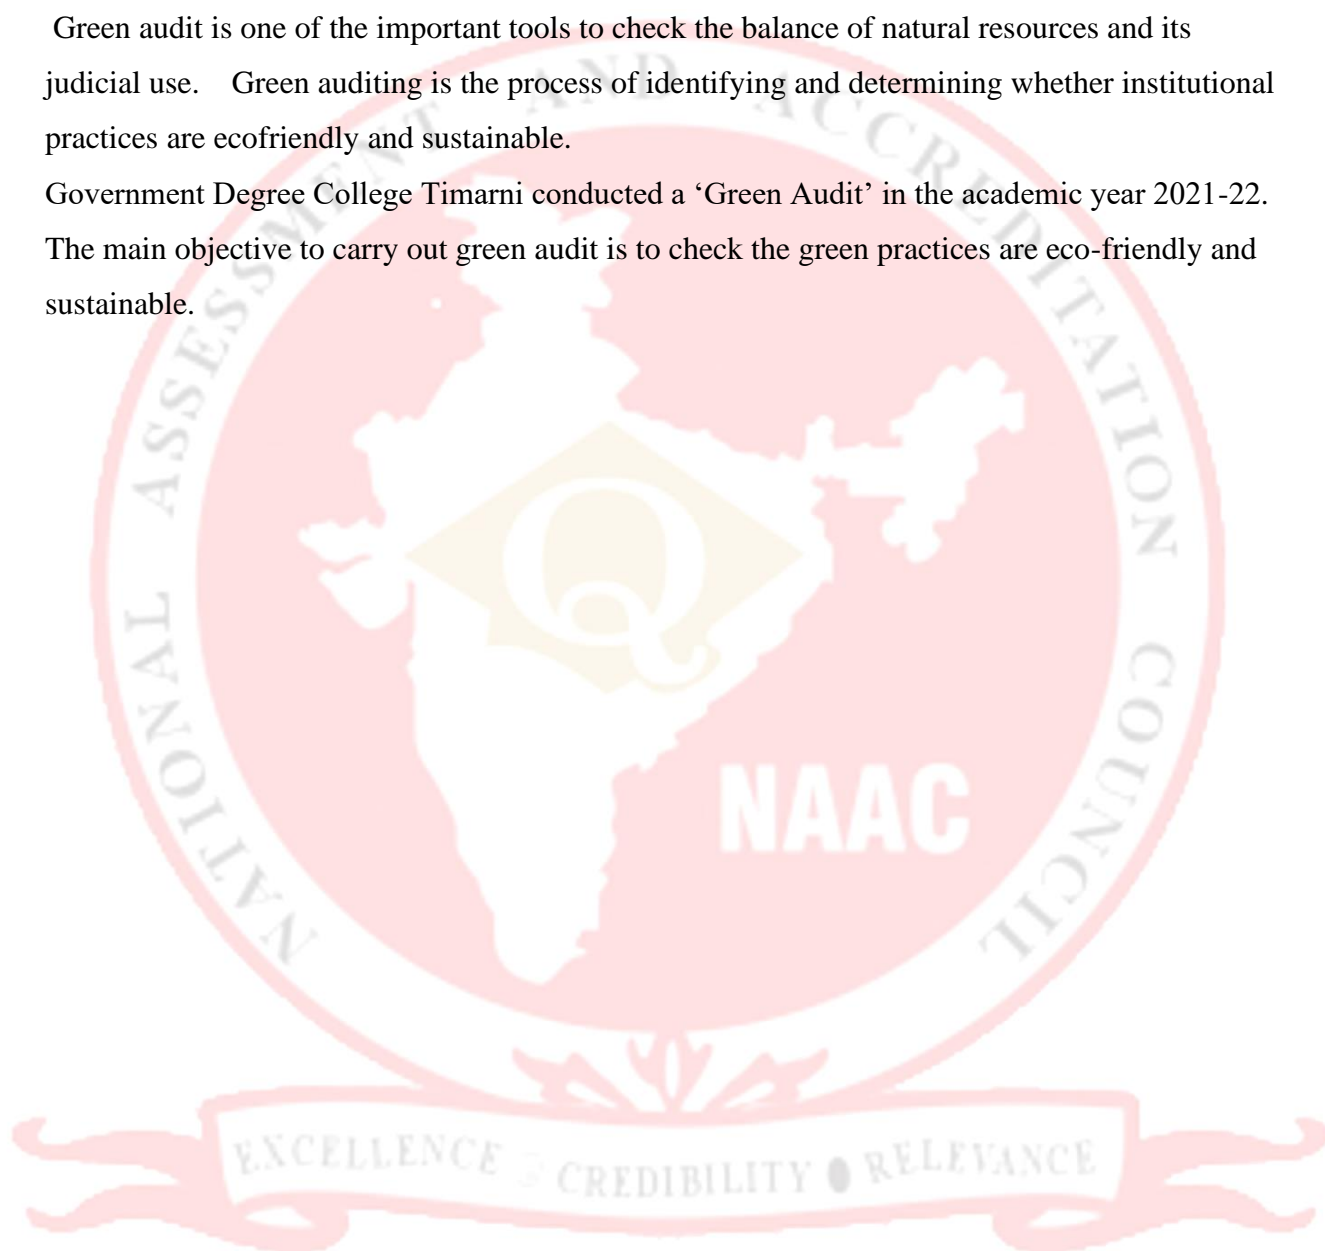 Green audit is one of the important tools to check the balance of natural resources and its
judicial use. Green auditing is the process of identifying and determining whether institutional
practices are ecofriendly and sustainable.
Government Degree College Timarni conducted a ‘Green Audit’ in the academic year 2021-22.
The main objective to carry out green audit is to check the green practices are eco-friendly and
sustainable.
NATIONAL ASSESSMENT AND ACCREDITATION COUNCIL
Q
NAAC
EXCELLENCE CREDIBILITY ● RELEVANCE